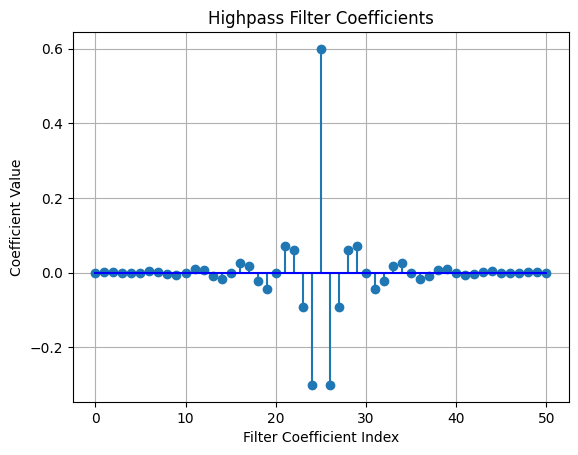 Highpass Filter Coefficients
0.6
0.4
0.2
0.0
−0.2
Coefficient Value
0 10 20 30 40 50
Filter Coefficient Index